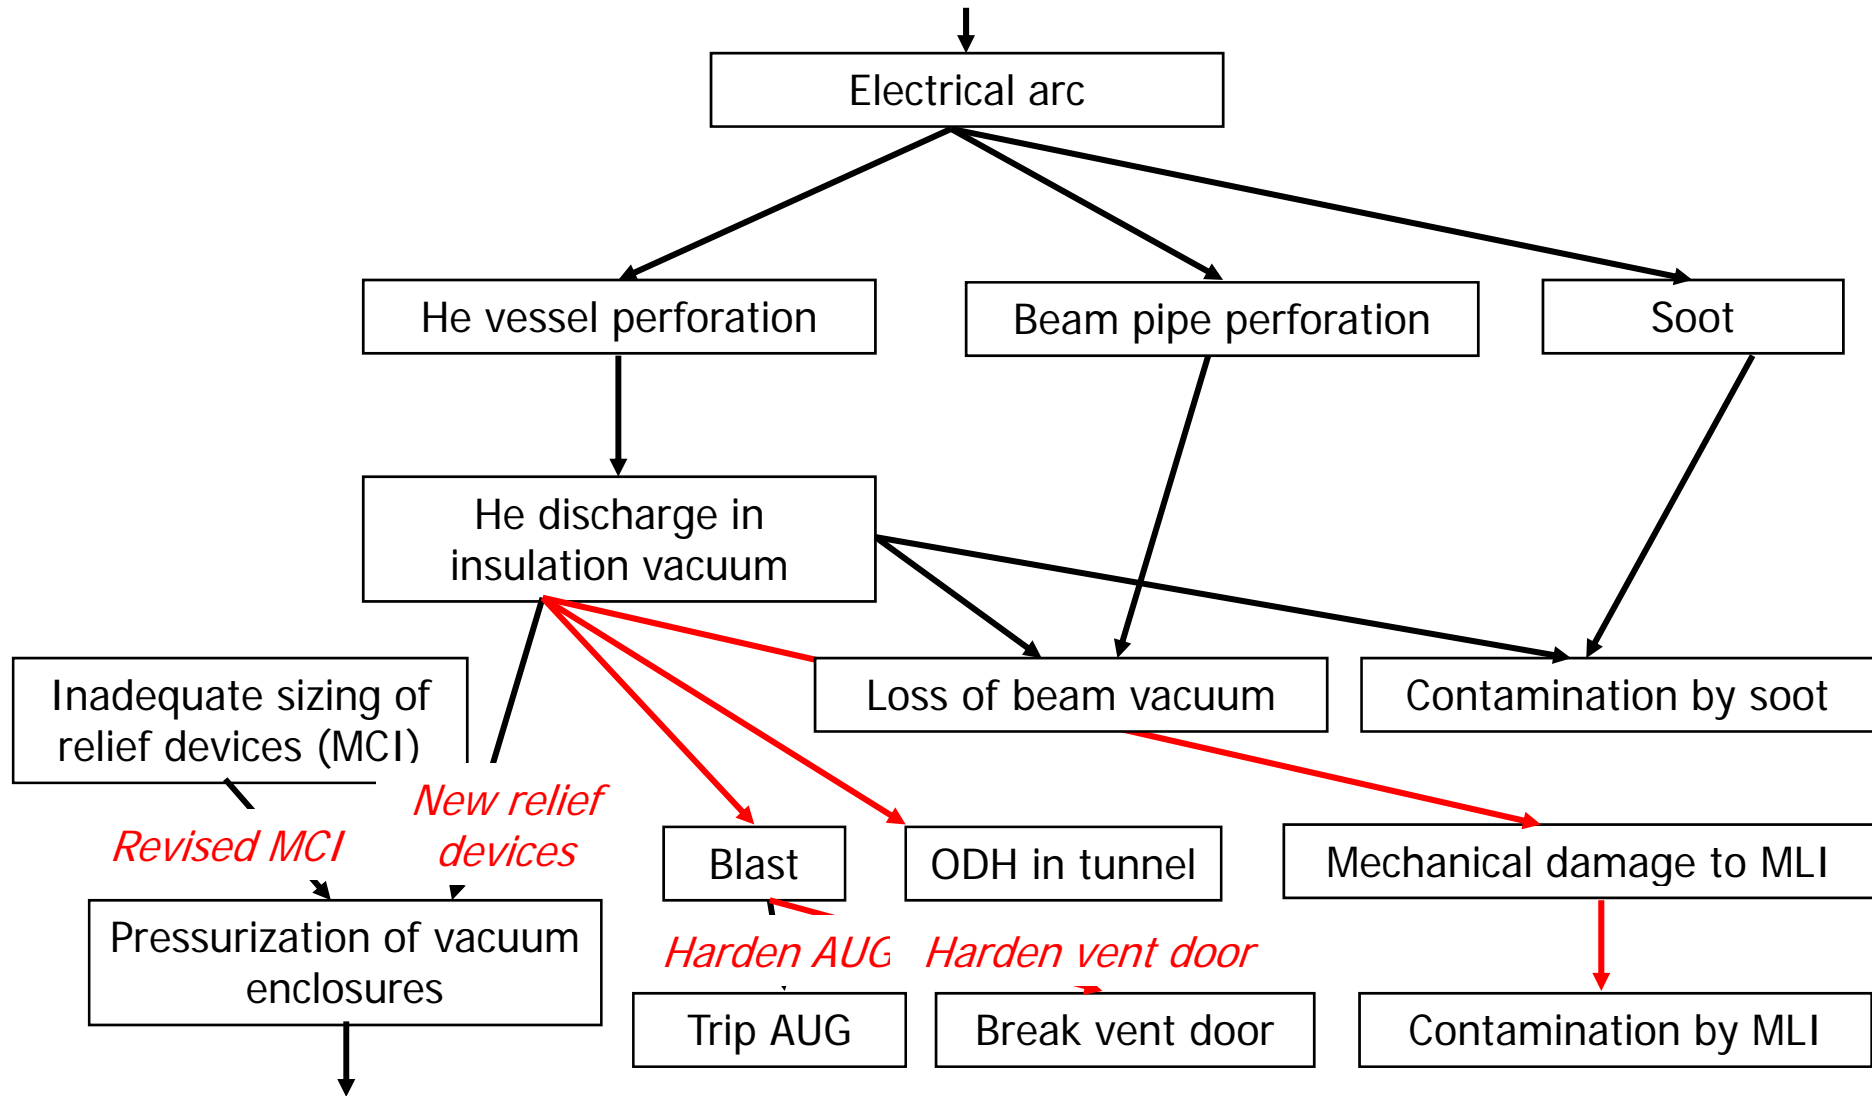 Electrical arc
He vessel perforation
Beam pipe perforation
Soot
He discharge in
insulation vacuum
Inadequate sizing of
relief devices (MCI)
Loss of beam vacuum
Contamination by soot
New relief
devices
Revised MCI
Blast
ODH in tunnel
Mechanical damage to MLI
Pressurization of vacuum
enclosures
Harden AUG
Harden vent door
Trip AUG
Break vent door
Contamination by MLI